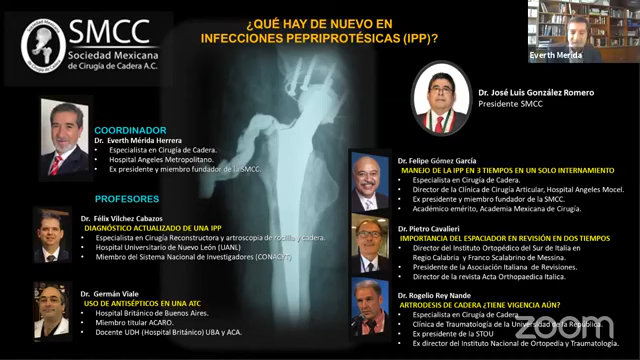 SMCC
Sociedad Mexicana
de Cirugía de Cadera A.C.
¿QUÉ HAY DE NUEVO EN
INFECCIONES PEPRIPROTÉSICAS (IPP)?
Everth Merida
Dr. José Luis González Romero
Presidente SMCC
COORDINADOR
Dr. Everth Mérida Herrera
• Especialista en Cirugía de Cadera.
• Hospital Angeles Metropolitano.
• Ex presidente y miembro fundador de la SMCC.
PROFESORES
Dr. Félix Vilchez Cabazos
DIAGNÓSTICO ACTUALIZADO DE UNA IPP
• Especialista en Cirugía Reconstructora y artroscopia de rodilla y cadera.
• Hospital Universitario de Nuevo León (UANL)
• Miembro del Sistema Nacional de Investigadores (CONACYT)
Dr. Germán Viale
USO DE ANTISÉPTICOS EN UNA ATC
• Hospital Británico de Buenos Aires.
• Miembro titular ACARO.
• Docente UDH (Hospital Británico) UBA y ACA.
Dr. Felipe Gómez García
MANEJO DE LA IPP EN 3 TIEMPOS EN UN SOLO INTERNAMIENTO
• Especialista en Cirugía de Cadera.
• Director de la Clínica de Cirugía Articular, Hospital Angeles Mocel.
• Ex presidente y miembro fundador de la SMCC.
• Académico emérito, Academia Mexicana de Cirugía.
Dr. Pietro Cavalieri
IMPORTANCIA DEL ESPACIADOR EN REVISIÓN EN DOS TIEMPOS
• Director del Instituto Ortopédico del Sur de Italia en
Regio Calabria y Franco Scalabrino de Messina.
• Presidente de la Asociación Italiana de Revisiones.
• Director de la revista Acta Orthopaedica Italica.
Dr. Rogelio Rey Nande
ARTRODESIS DE CADERA ¿TIENE VIGENCIA AÚN?
• Especialista en Cirugía de Cadera
• Clínica de Traumatología de la Universidad de la República.
• Ex presidente de la STOU
• Ex director del Instituto Nacional de Ortopedia y Traumatología.
zoom